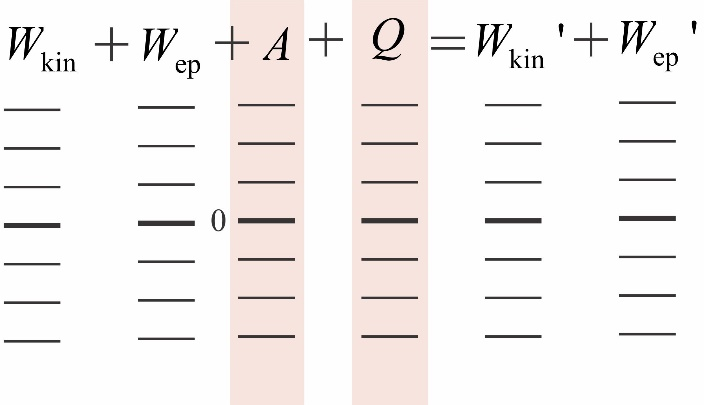 W_kin + W_ep + A + Q = W_kin ' + W_ep '
0